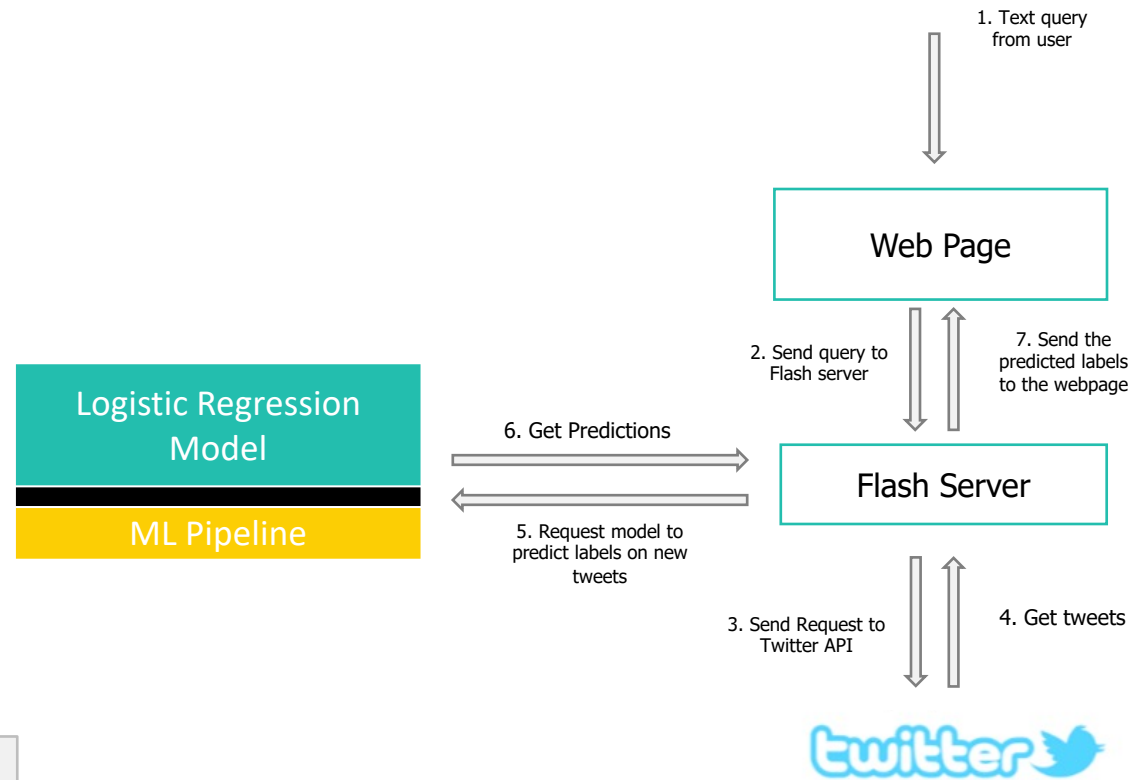 1. Text query
from user
Web Page
2. Send query to
Flash server
7. Send the
predicted labels
to the webpage
Logistic Regression
Model
ML Pipeline
6. Get Predictions
5. Request model to
predict labels on new
tweets
Flash Server
3. Send Request to
Twitter API
4. Get tweets
twitter